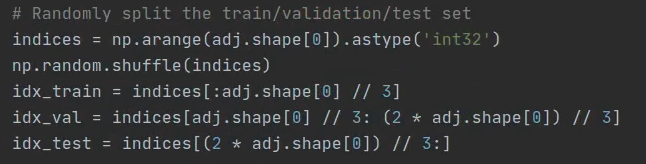 # Randomly split the train/validation/test set
indices = np.arange(adj.shape[0]).astype('int32')
np.random.shuffle(indices)
idx_train = indices[:adj.shape[0] // 3]
idx_val = indices[adj.shape[0] // 3: (2 * adj.shape[0]) // 3]
idx_test = indices[(2 * adj.shape[0]) // 3:]